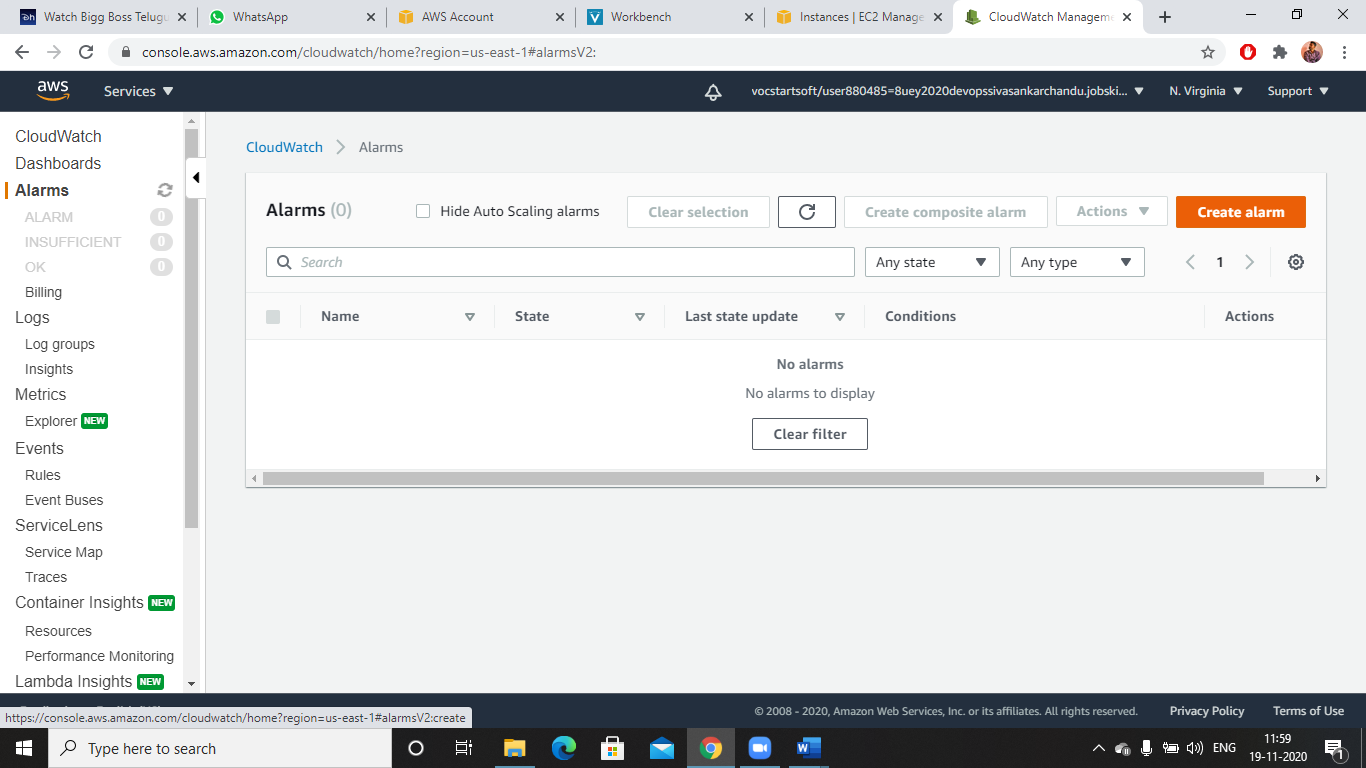 Watch Bigg Boss Telugu
WhatsApp
AWS Account
Workbench
Instances | EC2 Manage
CloudWatch Manageme
console.aws.amazon.com/cloudwatch/home?region=us-east-1#alarmsV2:
aws
Services
vocstartsoft/user880485=8uey2020devopssivasankarchandu.jobski...
N. Virginia
Support
CloudWatch
Dashboards
Alarms
ALARM 0
INSUFFICIENT 0
OK 0
Billing
Logs
Log groups
Insights
Metrics
Explorer NEW
Events
Rules
Event Buses
ServiceLens
Service Map
Traces
Container Insights NEW
Resources
Performance Monitoring
Lambda Insights NEW
CloudWatch > Alarms
Alarms (0)
Hide Auto Scaling alarms
Clear selection
Create composite alarm
Actions
Create alarm
Search
Any state
Any type
1
Name
State
Last state update
Conditions
Actions
No alarms
No alarms to display
Clear filter
https://console.aws.amazon.com/cloudwatch/home?region=us-east-1#alarmsV2:create
© 2008 - 2020, Amazon Web Services, Inc. or its affiliates. All rights reserved.
Privacy Policy
Terms of Use
Type here to search
ENG
11:59
19-11-2020
1